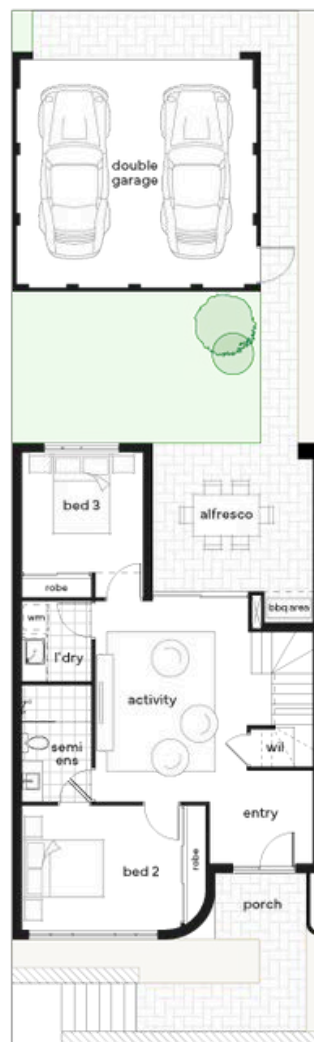 double
garage
bed 3
alfresco
robe
bbq area
wm
l'dry
activity
semi
ens
wil
entry
bed 2
robe
porch